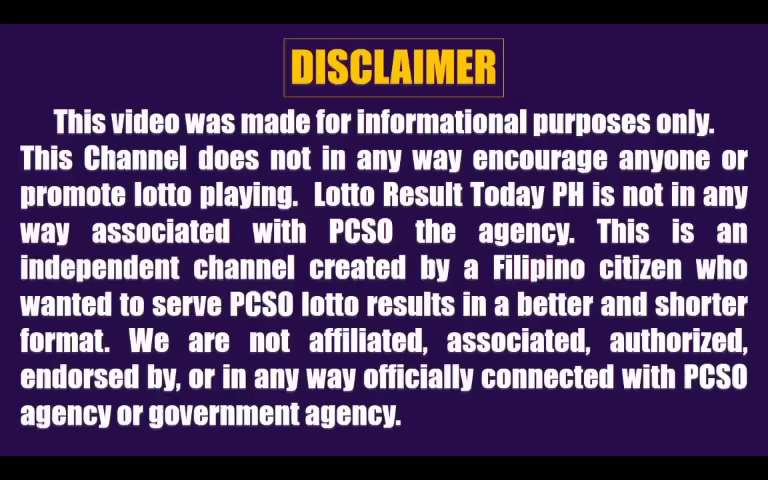 DISCLAIMER
This video was made for informational purposes only.
This Channel does not in any way encourage anyone or
promote lotto playing. Lotto Result Today PH is not in any
way associated with PCSO the agency. This is an
independent channel created by a Filipino citizen who
wanted to serve PCSO lotto results in a better and shorter
format. We are not affiliated, associated, authorized,
endorsed by, or in any way officially connected with PCSO
agency or government agency.